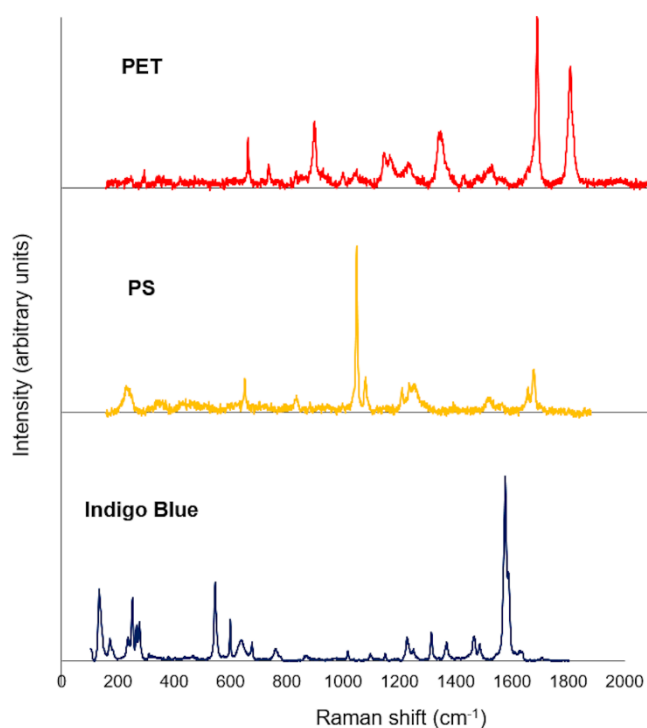 PET
PS
Indigo Blue
Intensity (arbitrary units)
0 200 400 600 800 1000 1200 1400 1600 1800 2000
Raman shift (cm⁻¹)